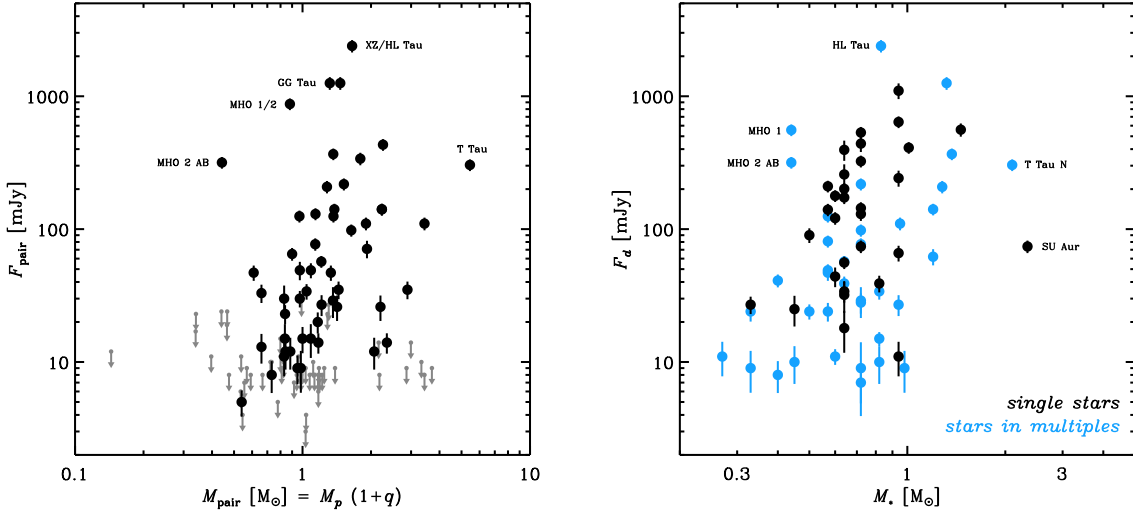 XZ/HL Tau
GG Tau
MHO 1/2
MHO 2 AB
T Tau
1000
100
10
F_pair [mJy]
0.1
1
10
M_pair [M_⊙] = M_p (1+q)
HL Tau
MHO 1
MHO 2 AB
T Tau N
SU Aur
single stars
stars in multiples
1000
100
10
F_d [mJy]
0.3
1
3
M_* [M_⊙]